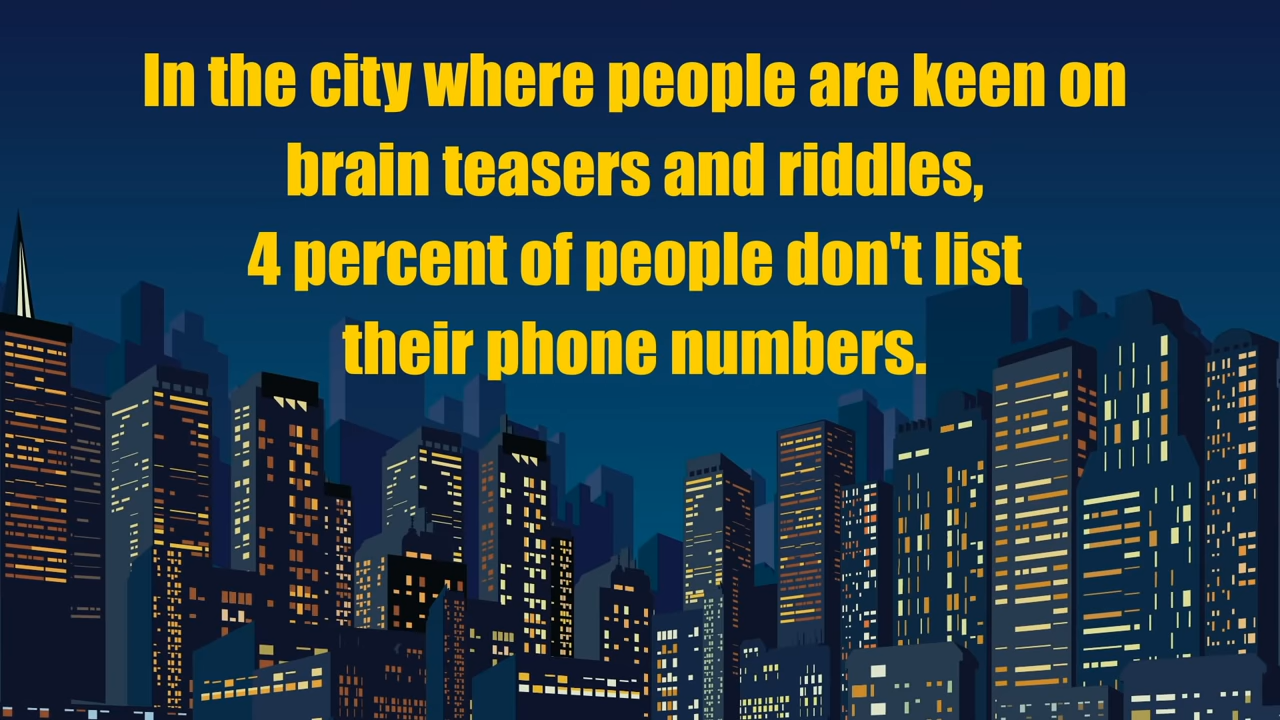 In the city where people are keen on
brain teasers and riddles,
4 percent of people don't list
their phone numbers.